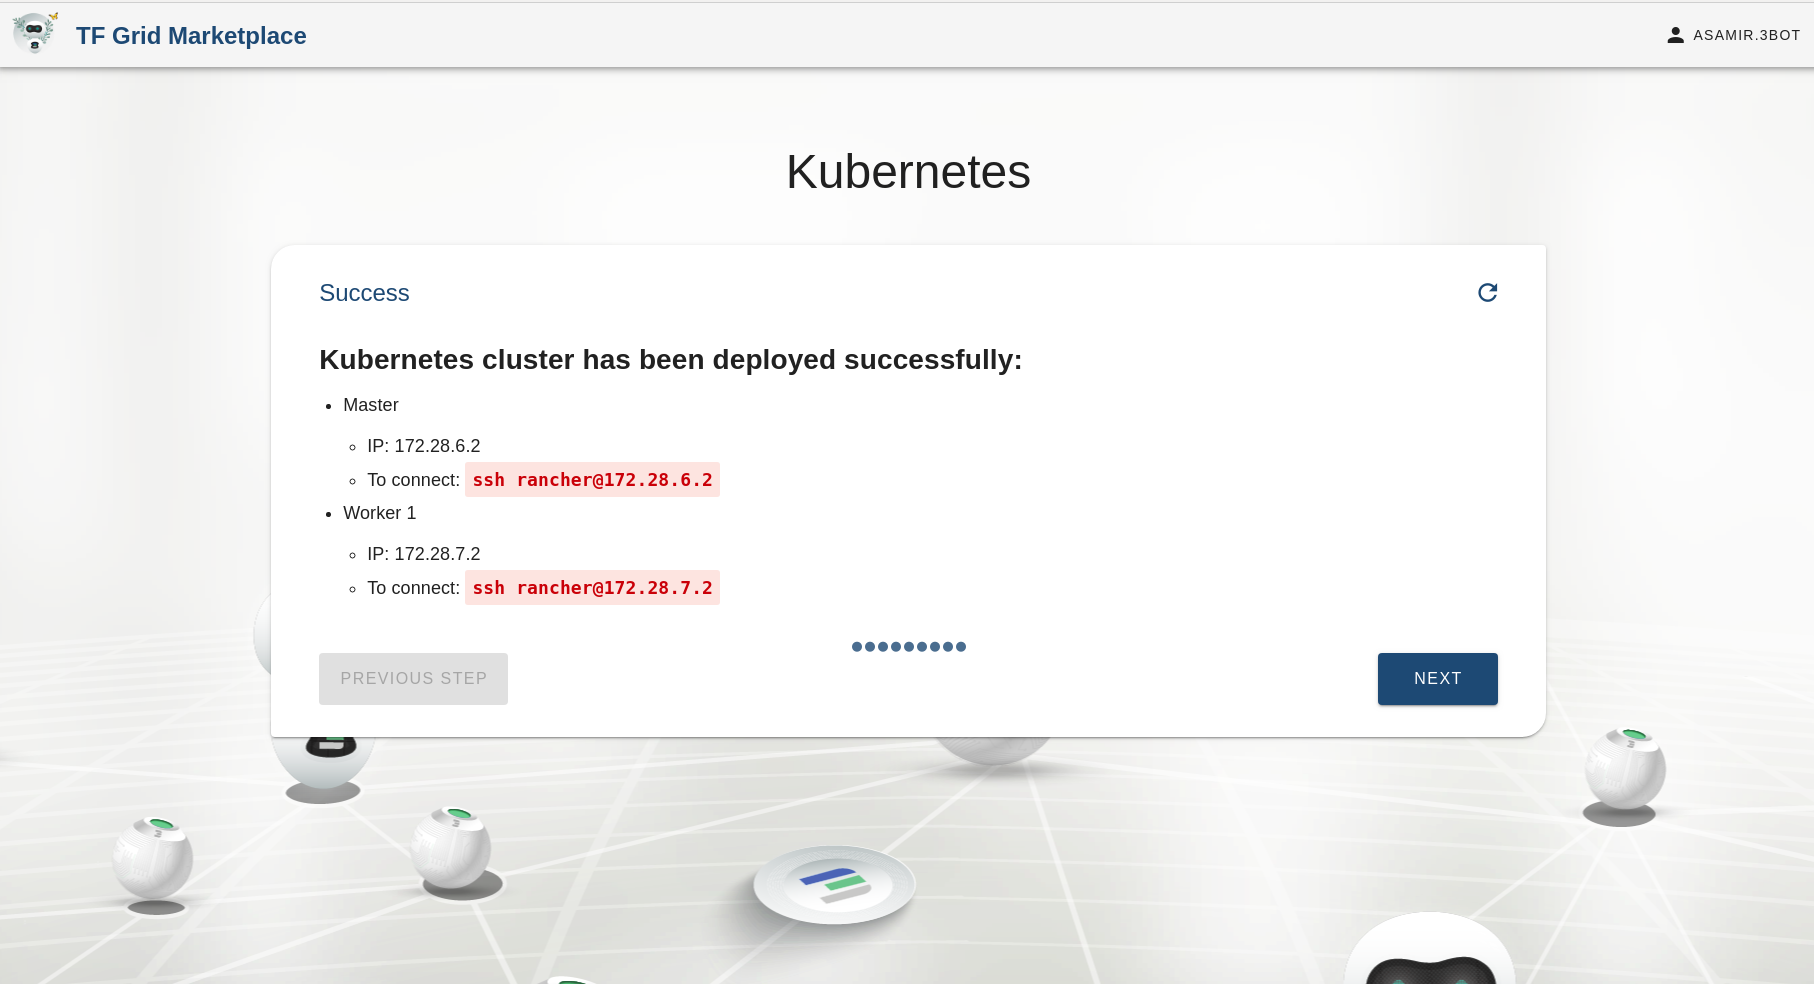 TF Grid Marketplace
ASAMIR.3BOT
Kubernetes
Success
Kubernetes cluster has been deployed successfully:
Master
IP: 172.28.6.2
To connect: ssh rancher@172.28.6.2
Worker 1
IP: 172.28.7.2
To connect: ssh rancher@172.28.7.2
PREVIOUS STEP
NEXT